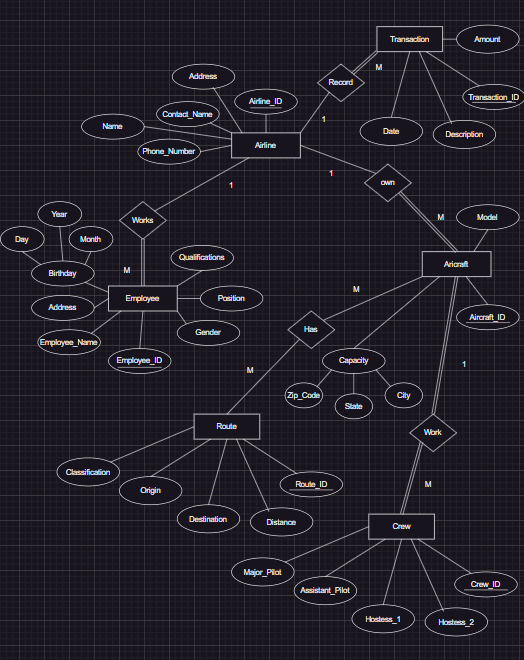 Transaction
Amount
M
Address
Record
Airline_ID
Transaction_ID
Contact_Name
1
Name
Date
Description
Phone_Number
Airline
1
own
1
Year
Works
M
Model
Day
Month
Qualifications
Birthday
M
Aricraft
Employee
Position
M
Address
Aircraft_ID
Has
Gender
Employee_Name
Employee_ID
Capacity
1
M
Zip_Code
City
State
Route
Work
Classification
Route_ID
M
Origin
Destination
Distance
Crew
Major_Pilot
Crew_ID
Assistant_Pilot
Hostess_1
Hostess_2